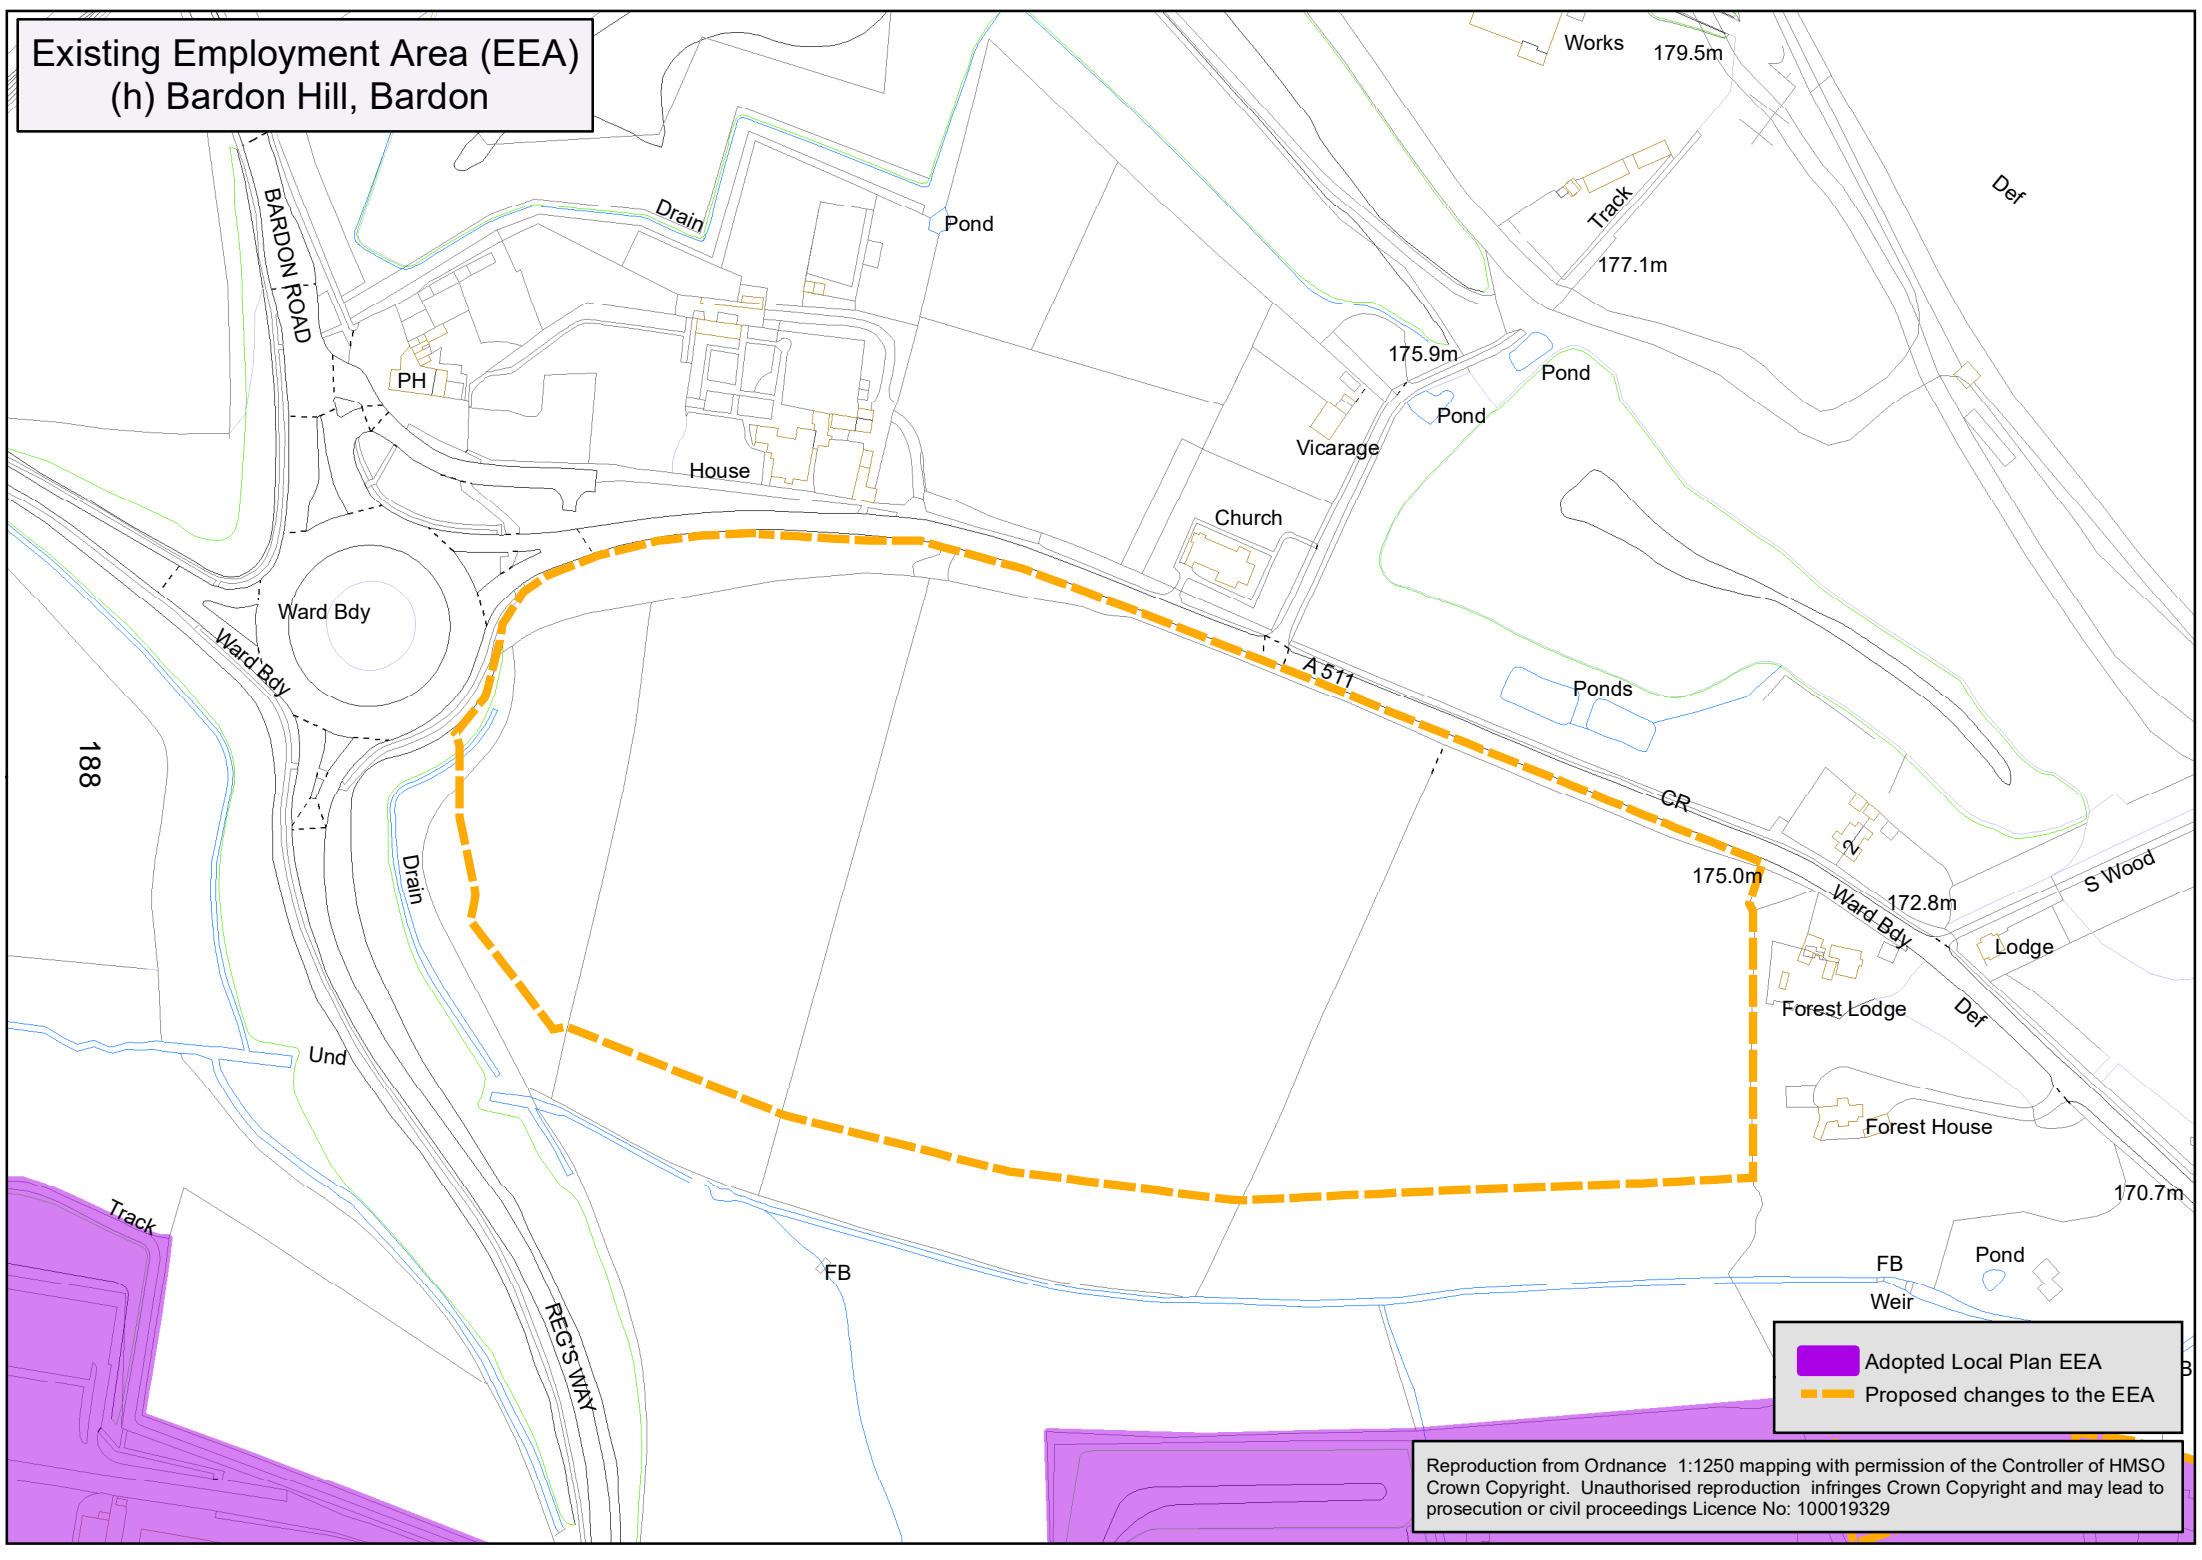 Existing Employment Area (EEA)
(h) Bardon Hill, Bardon
Works
179.5m
Def
Track
177.1m
BARDON ROAD
Drain
Pond
175.9m
Pond
Pond
PH
Vicarage
House
Church
Ward Bdy
Ward Bdy
A 511
Ponds
188
CR
2
175.0m
Ward Bdy
172.8m
S Wood
Lodge
Drain
Forest Lodge
Def
Und
Forest House
170.7m
Track
FB
FB
Pond
Weir
REG'S WAY
B
Adopted Local Plan EEA
Proposed changes to the EEA
Reproduction from Ordnance 1:1250 mapping with permission of the Controller of HMSO
Crown Copyright. Unauthorised reproduction infringes Crown Copyright and may lead to
prosecution or civil proceedings Licence No: 100019329